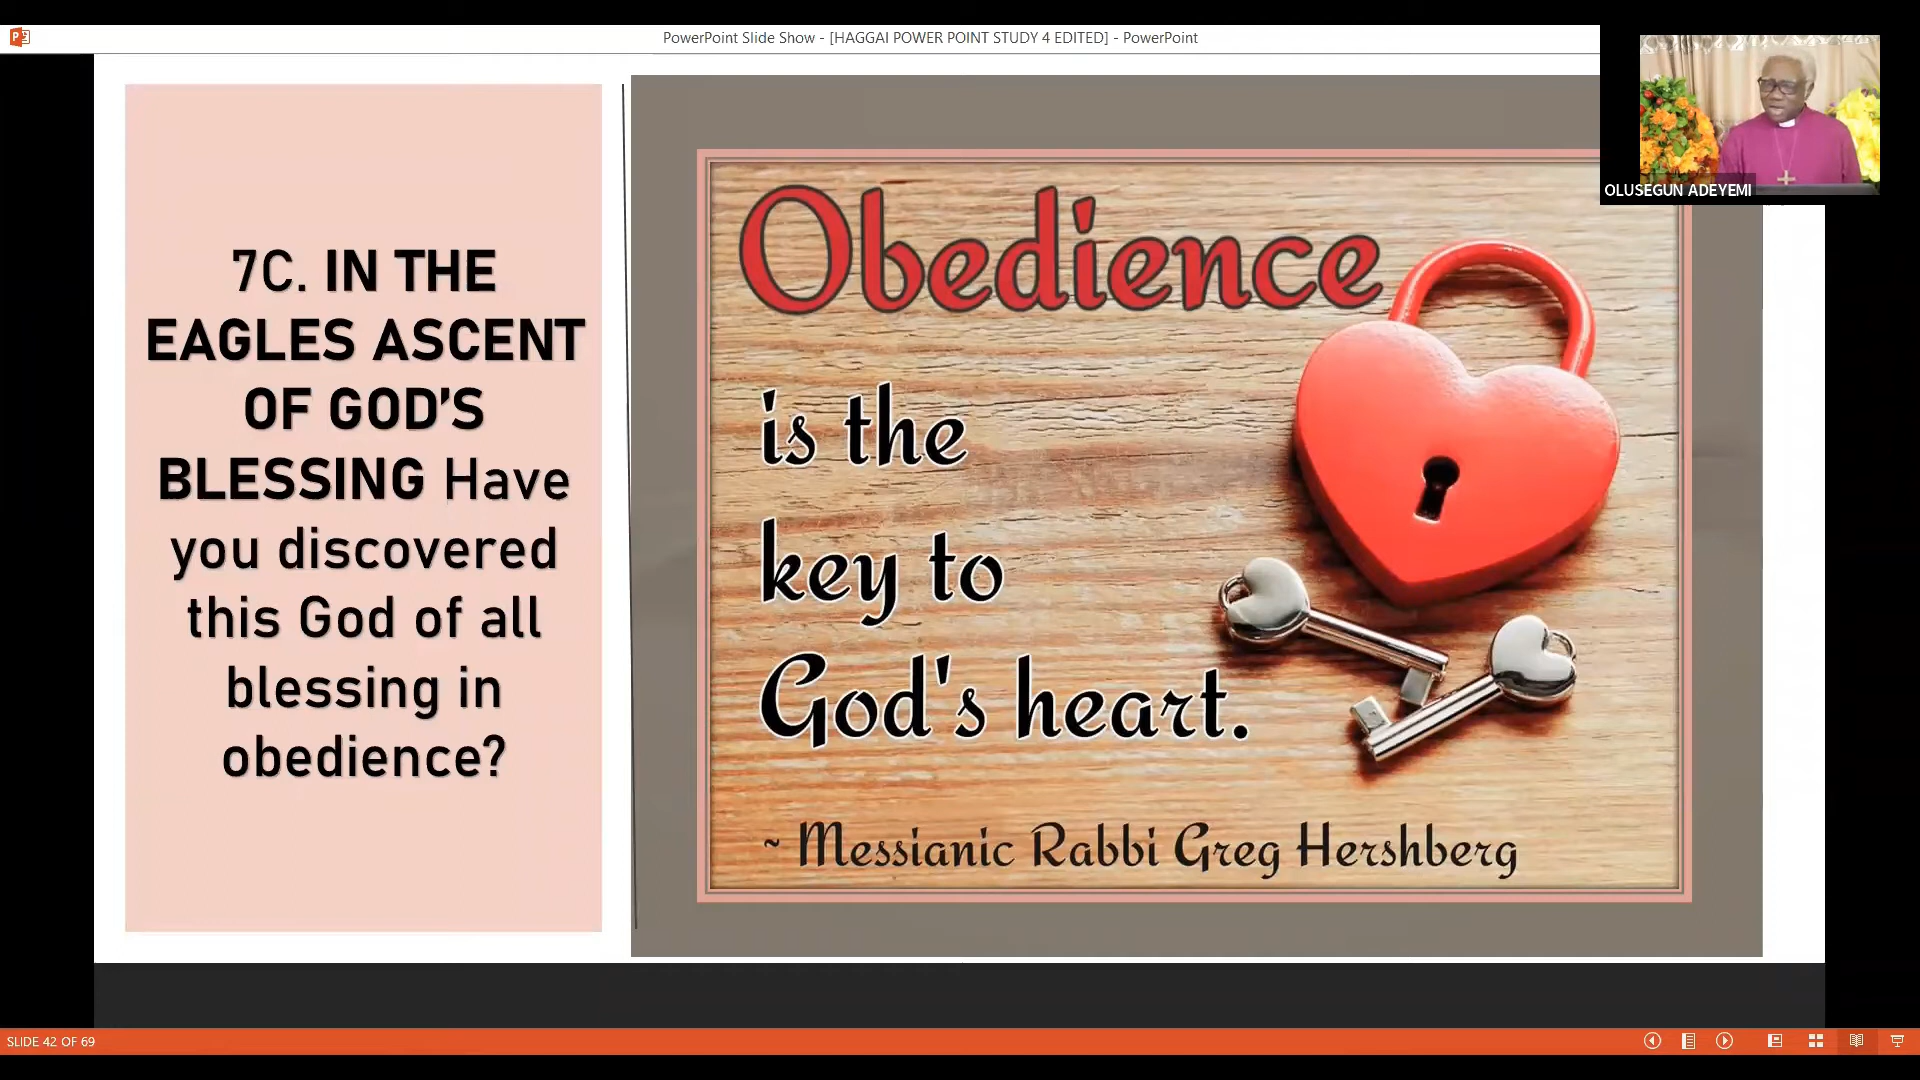 PowerPoint Slide Show - [HAGGAI POWER POINT STUDY 4 EDITED] - PowerPoint
OLUSEGUN ADEYEMI
7C. IN THE
EAGLES ASCENT
OF GOD'S
BLESSING Have
you discovered
this God of all
blessing in
obedience?
Obedience
is the
key to
God's heart.
~ Messianic Rabbi Greg Hershberg
SLIDE 42 OF 69